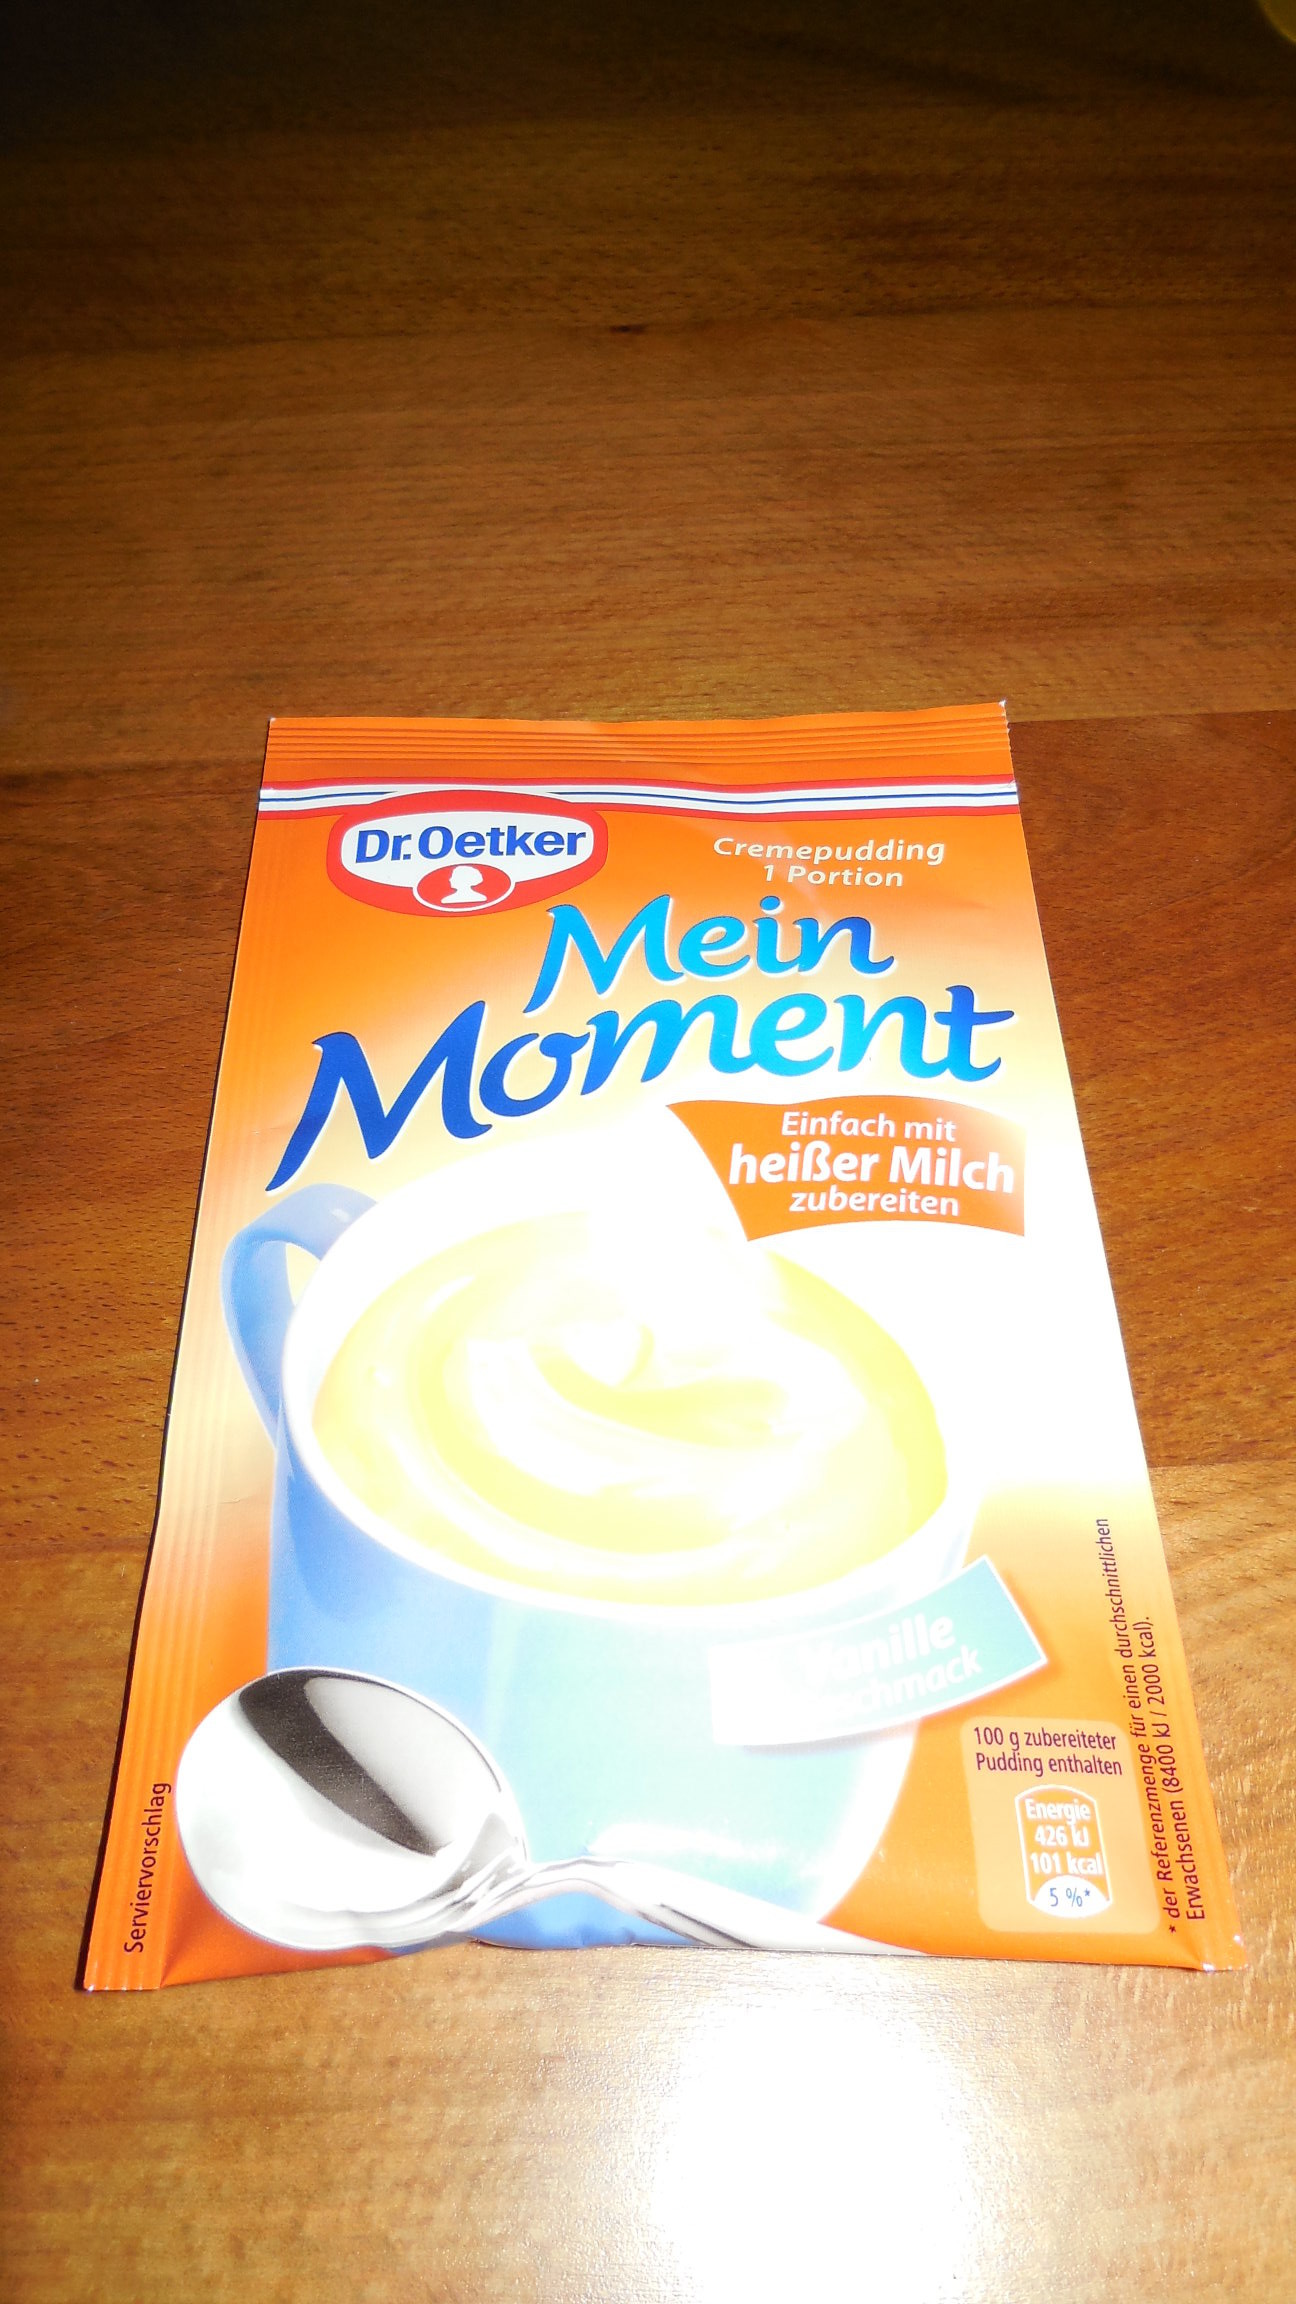 Dr. Oetker
Cremepudding
1 Portion
Mein
Moment
Einfach mit
heißer Milch
zubereiten
Vanille
100 g zubereiteter
Pudding enthalten
Energie
426 kJ
101 kcal
5 %*
* der Referenzmenge für einen durchschnittlichen
Erwachsenen (8400 kJ / 2000 kcal).
Serviervorschlag